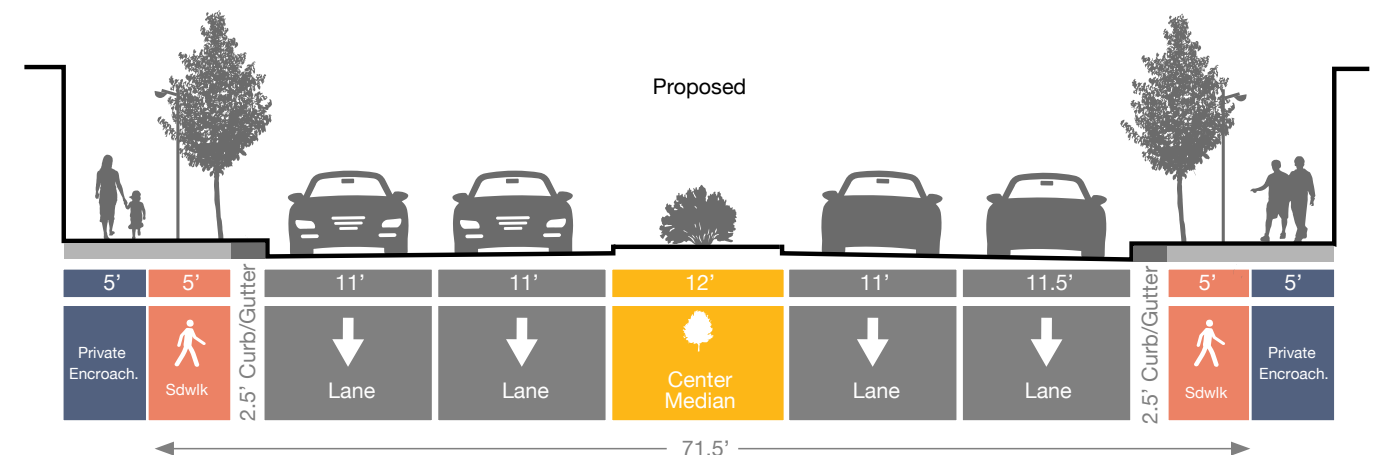 Proposed
5’
5’
2.5’ Curb/Gutter
11’
11’
12’
11’
11.5’
2.5’ Curb/Gutter
5’
5’
Private
Encroach.
Sdwlk
Lane
Lane
Center
Median
Lane
Lane
Sdwlk
Private
Encroach.
71.5’